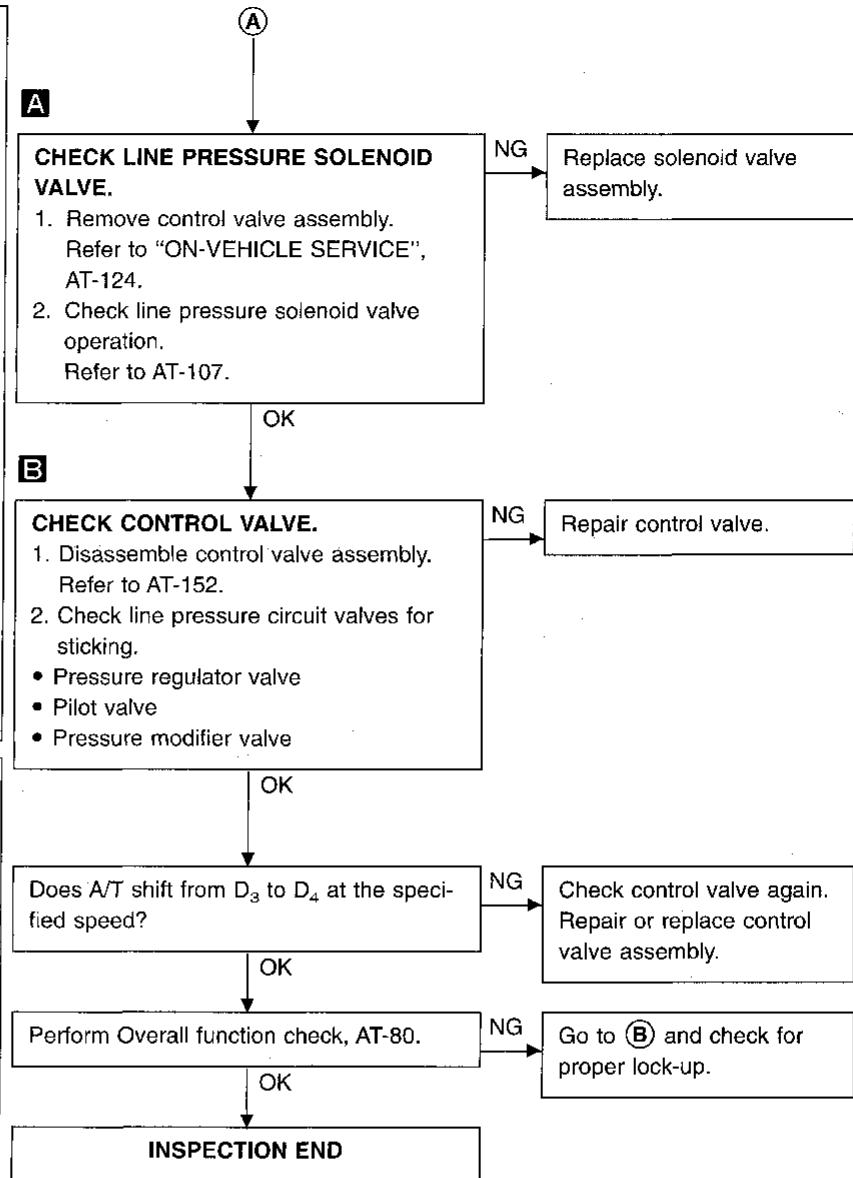 A
A
CHECK LINE PRESSURE SOLENOID
VALVE.
1. Remove control valve assembly.
Refer to “ON-VEHICLE SERVICE”,
AT-124.
2. Check line pressure solenoid valve
operation.
Refer to AT-107.
NG
Replace solenoid valve
assembly.
OK
B
CHECK CONTROL VALVE.
1. Disassemble control valve assembly.
Refer to AT-152.
2. Check line pressure circuit valves for
sticking.
• Pressure regulator valve
• Pilot valve
• Pressure modifier valve
NG
Repair control valve.
OK
Does A/T shift from D₃ to D₄ at the speci-
fied speed?
NG
Check control valve again.
Repair or replace control
valve assembly.
OK
Perform Overall function check, AT-80.
NG
Go to Ⓑ and check for
proper lock-up.
OK
INSPECTION END